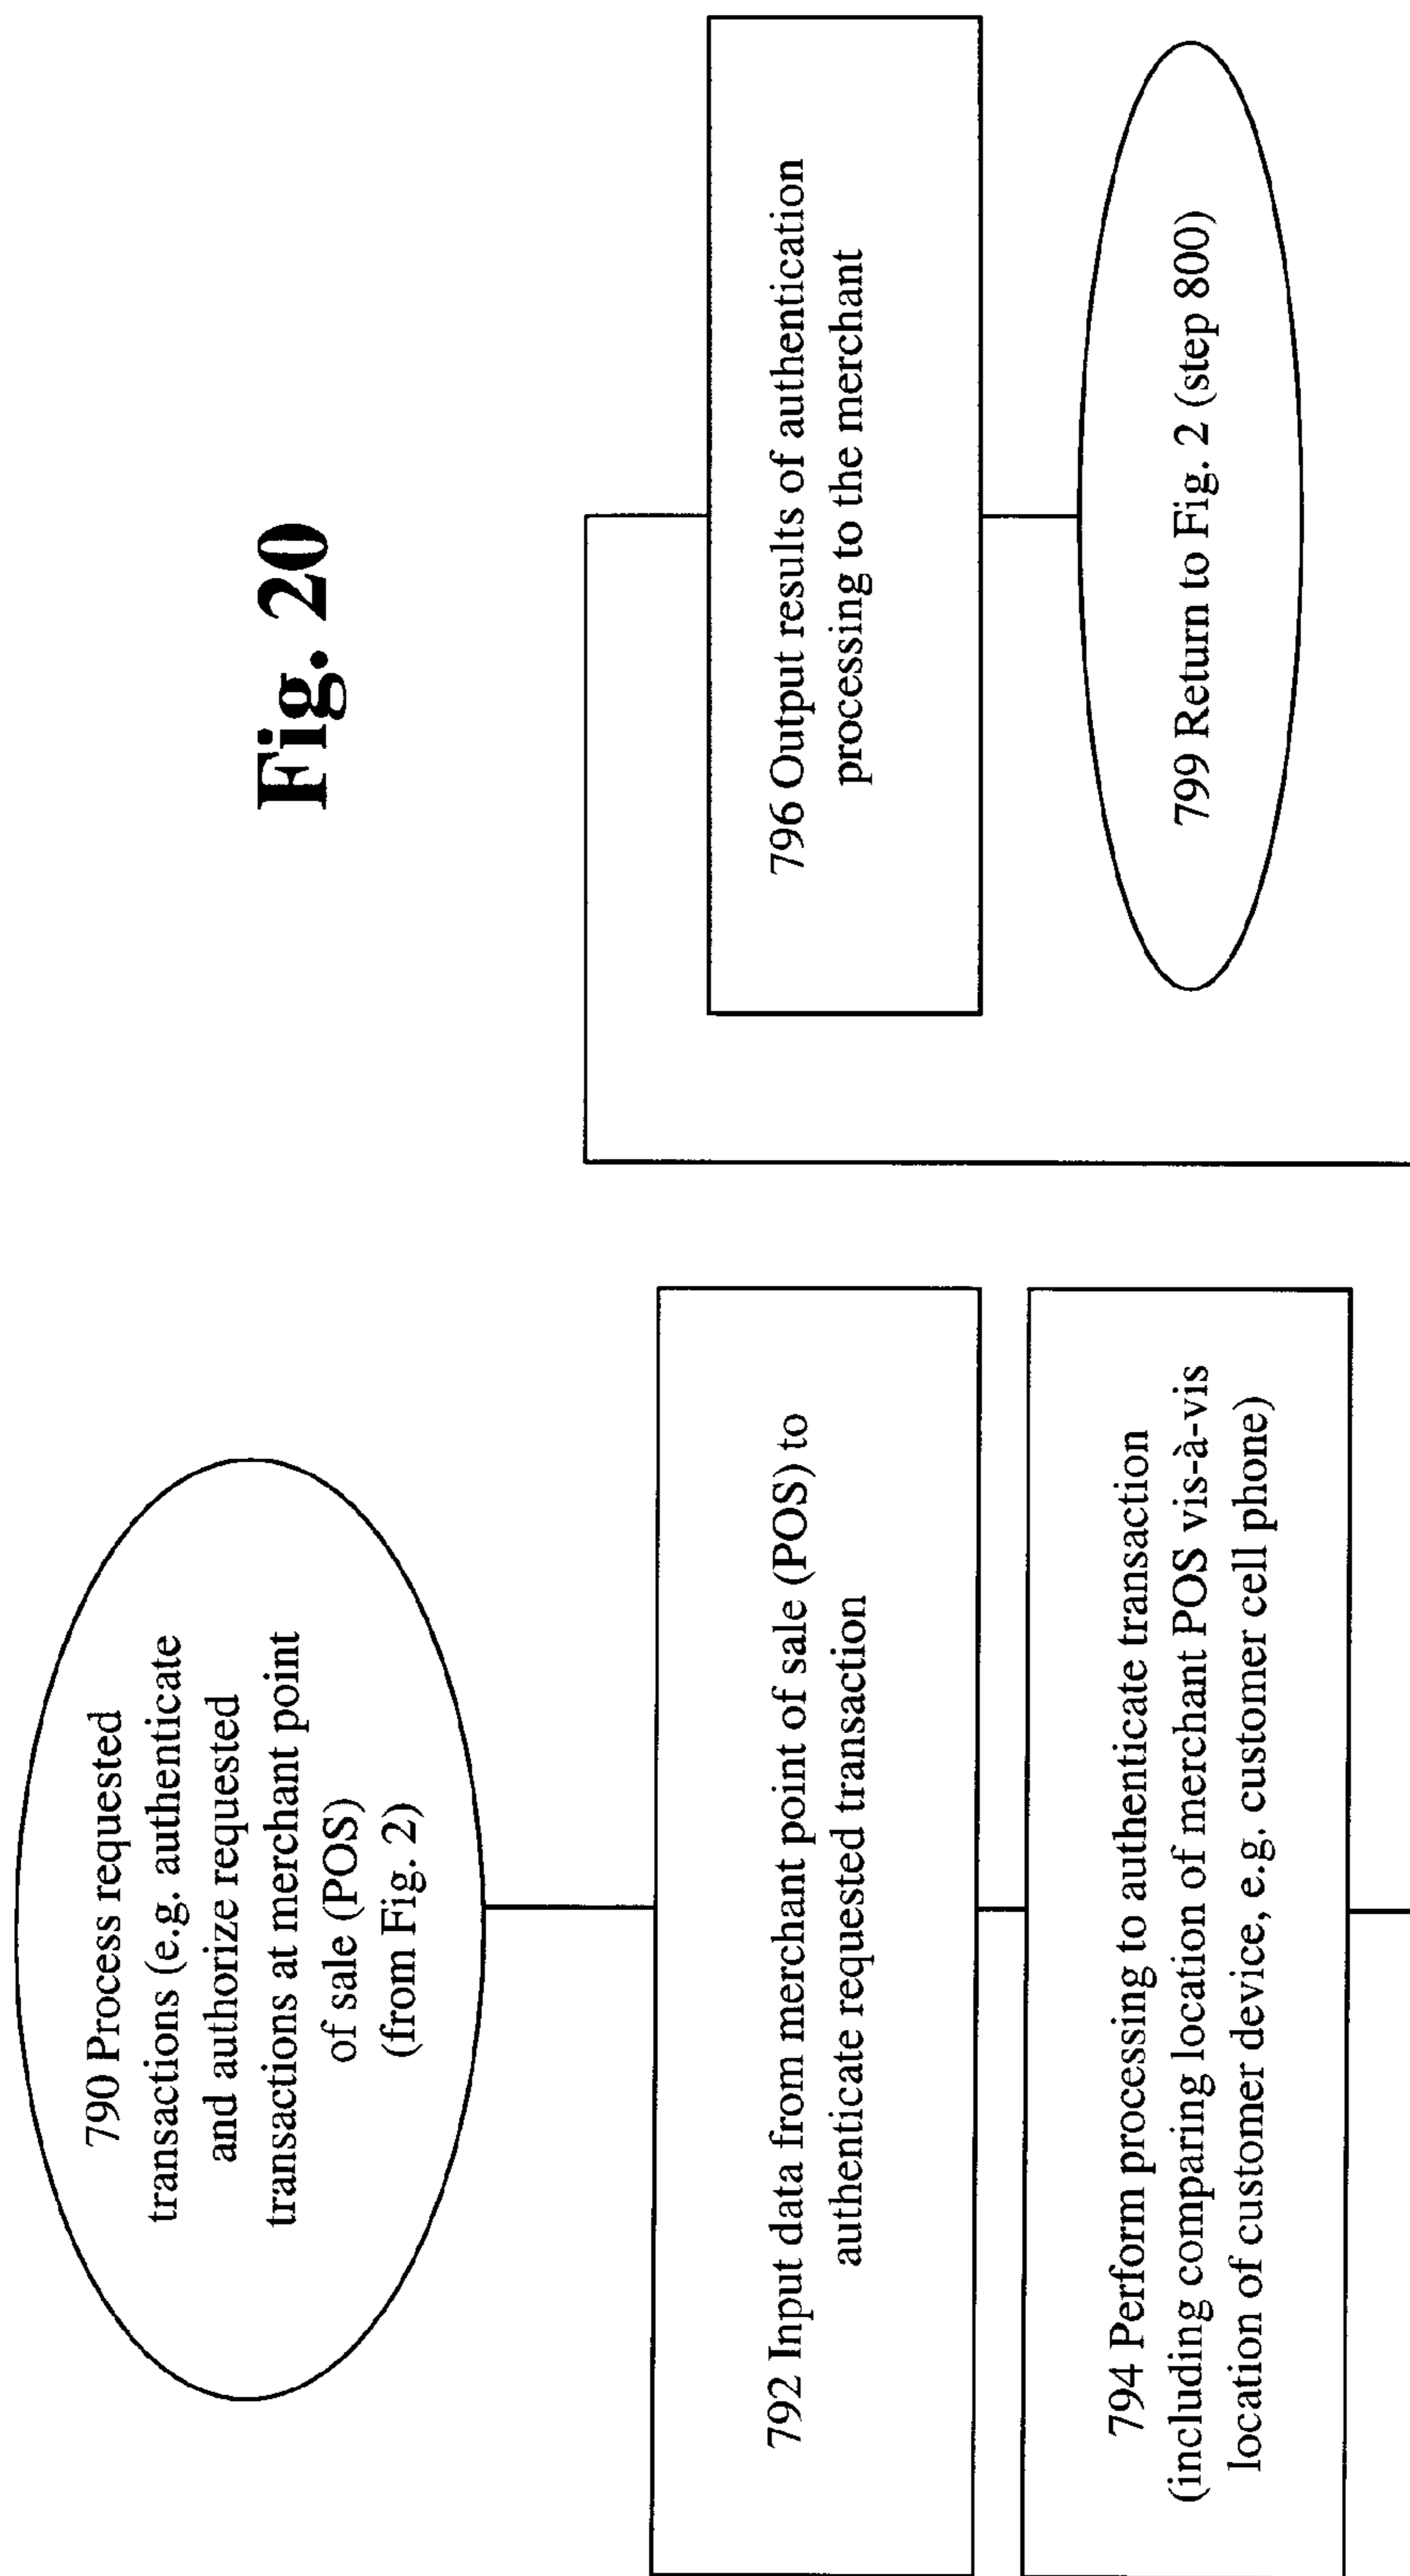 Fig. 20
790 Process requested
transactions (e.g. authenticate
and authorize requested
transactions at merchant point
of sale (POS)
(from Fig. 2)
792 Input data from merchant point of sale (POS) to
authenticate requested transaction
794 Perform processing to authenticate transaction
(including comparing location of merchant POS vis-à-vis
location of customer device, e.g. customer cell phone)
796 Output results of authentication
processing to the merchant
799 Return to Fig. 2 (step 800)